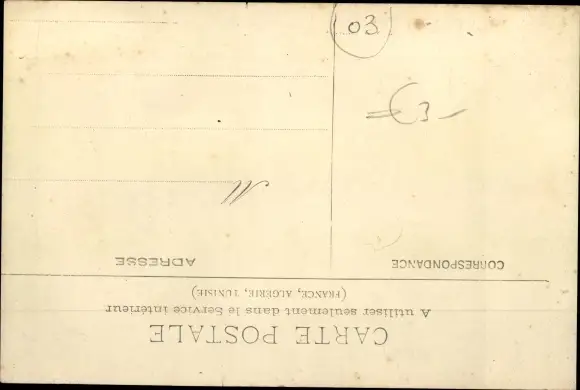 CARTE POSTALE
A utiliser seulement dans le Service intérieur
(FRANCE, ALGÉRIE, TUNISIE)
CORRESPONDANCE
ADRESSE
M
03